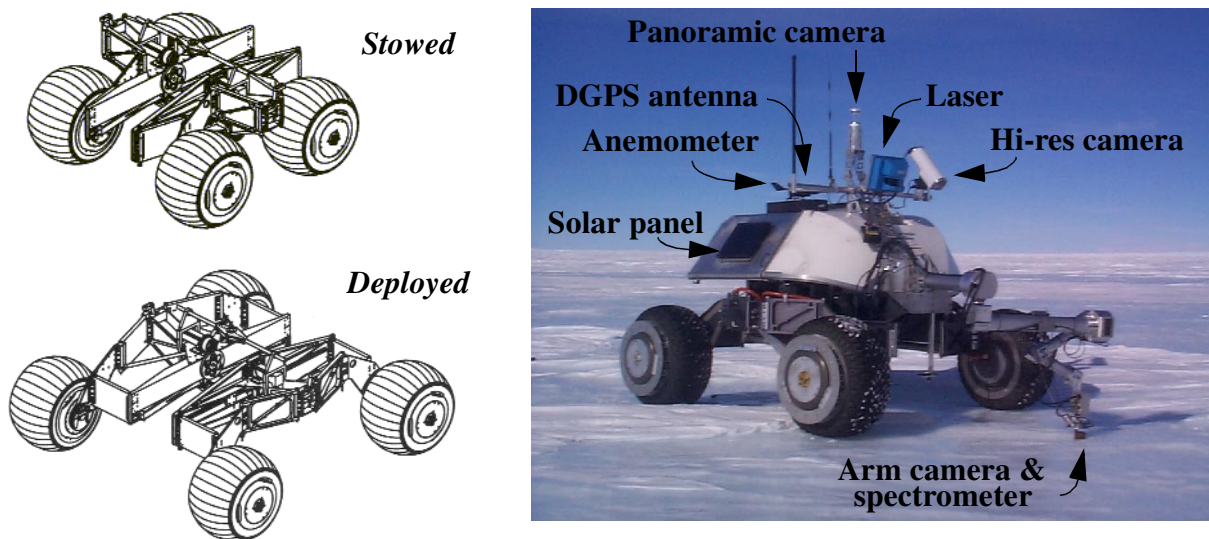 Stowed
Deployed
Panoramic camera
DGPS antenna
Laser
Anemometer
Hi-res camera
Solar panel
Arm camera &
spectrometer